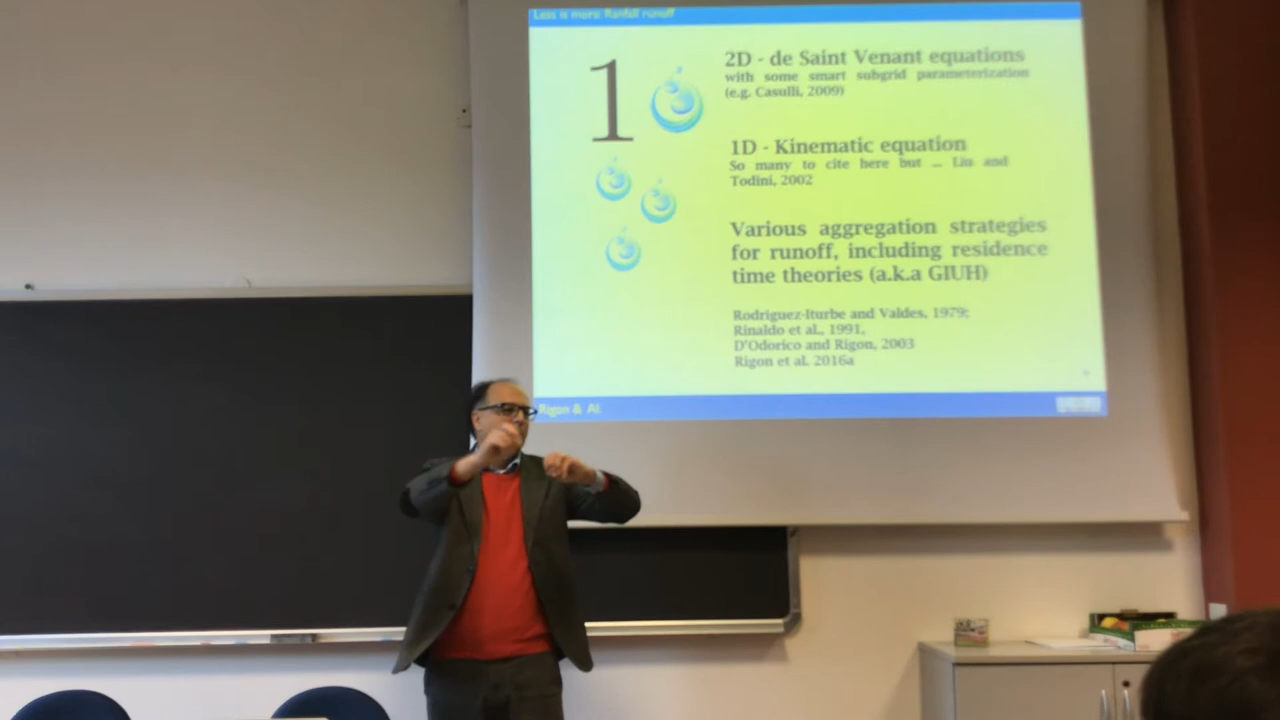 Less is more: Ranfall runoff
1
2D - de Saint Venant equations
with some smart subgrid parameterization
(e.g. Casulli, 2009)
1D - Kinematic equation
So many to cite here but ... Liu and
Todini, 2002
Various aggregation strategies
for runoff, including residence
time theories (a.k.a GIUH)
Rodriguez-Iturbe and Valdes, 1979;
Rinaldo et al., 1991,
D'Odorico and Rigon, 2003
Rigon et al. 2016a
Rigon & Al.